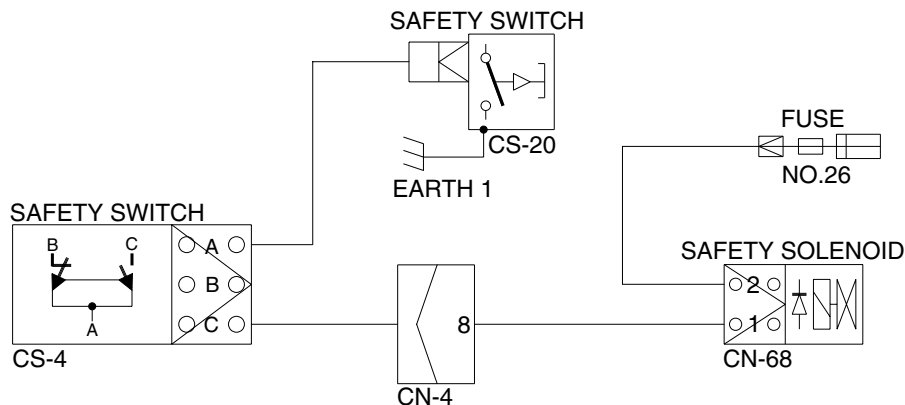 SAFETY SWITCH
CS-20
EARTH 1
FUSE
NO.26
SAFETY SWITCH
B C
A
A
B
C
CS-4
8
CN-4
SAFETY SOLENOID
2
1
CN-68